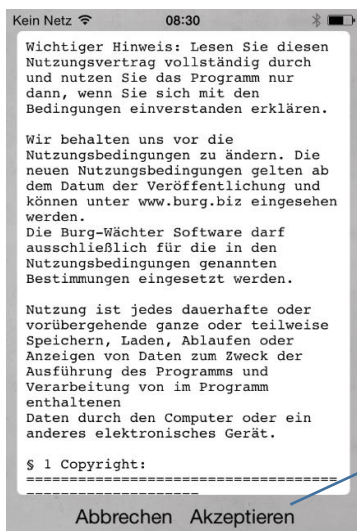 Kein Netz 08:30
Wichtiger Hinweis: Lesen Sie diesen
Nutzungsvertrag vollständig durch
und nutzen Sie das Programm nur
dann, wenn Sie sich mit den
Bedingungen einverstanden erklären.
Wir behalten uns vor die
Nutzungsbedingungen zu ändern. Die
neuen Nutzungsbedingungen gelten ab
dem Datum der Veröffentlichung und
können unter www.burg.biz eingesehen
werden.
Die Burg-Wächter Software darf
ausschließlich für die in den
Nutzungsbedingungen genannten
Bestimmungen eingesetzt werden.
Nutzung ist jedes dauerhafte oder
vorübergehende ganze oder teilweise
Speichern, Laden, Ablaufen oder
Anzeigen von Daten zum Zweck der
Ausführung des Programms und
Verarbeitung von im Programm
enthaltenen
Daten durch den Computer oder ein
anderes elektronisches Gerät.
§ 1 Copyright:
====================================
--------------------
Abbrechen Akzeptieren